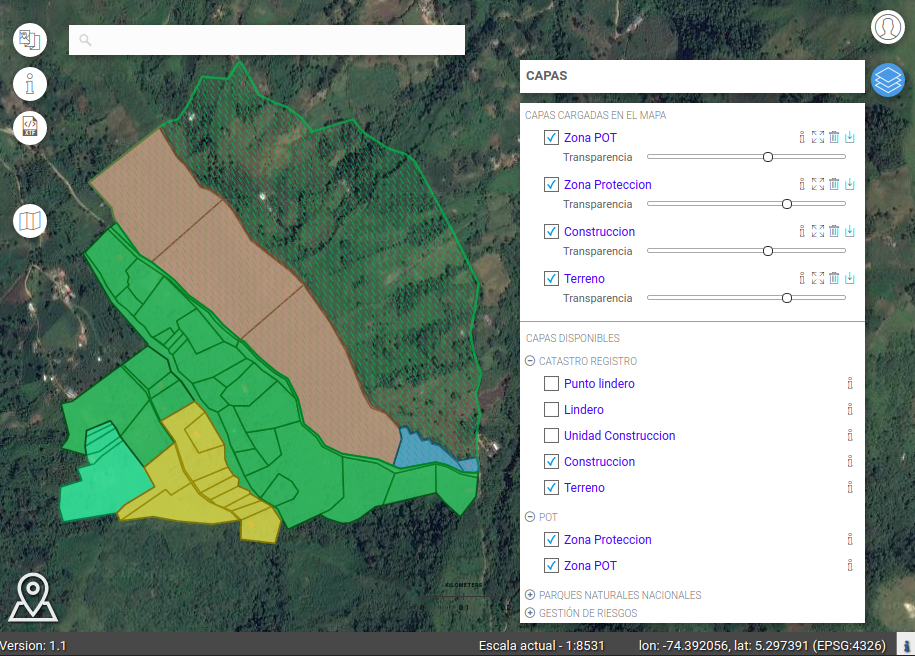 XTF
CAPAS
CAPAS CARGADAS EN EL MAPA
Zona POT
Transparencia
Zona Proteccion
Transparencia
Construccion
Transparencia
Terreno
Transparencia
CAPAS DISPONIBLES
CATASTRO REGISTRO
Punto lindero
Lindero
Unidad Construccion
Construccion
Terreno
POT
Zona Proteccion
Zona POT
PARQUES NATURALES NACIONALES
GESTIÓN DE RIESGOS
KILOMETERS
0.1
Version: 1.1
Escala actual - 1:8531
lon: -74.392056, lat: 5.297391 (EPSG:4326)